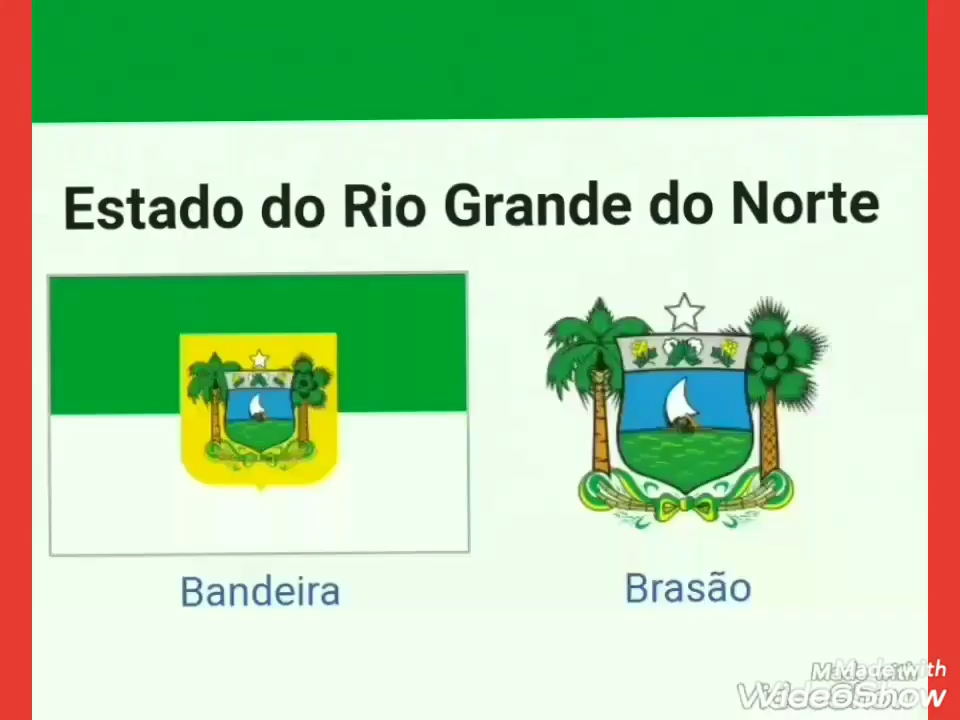 Estado do Rio Grande do Norte
Bandeira
Brasão
Made with
VideoShow